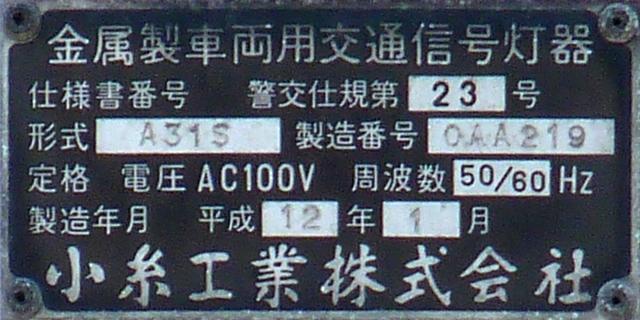 金属製車両用交通信号灯器
仕様書番号 警交仕規第 23 号
形式 A31S 製造番号 OAA219
定格 電圧 AC100V 周波数 50/60 Hz
製造年月 平成 12 年 1 月
小糸工業株式会社